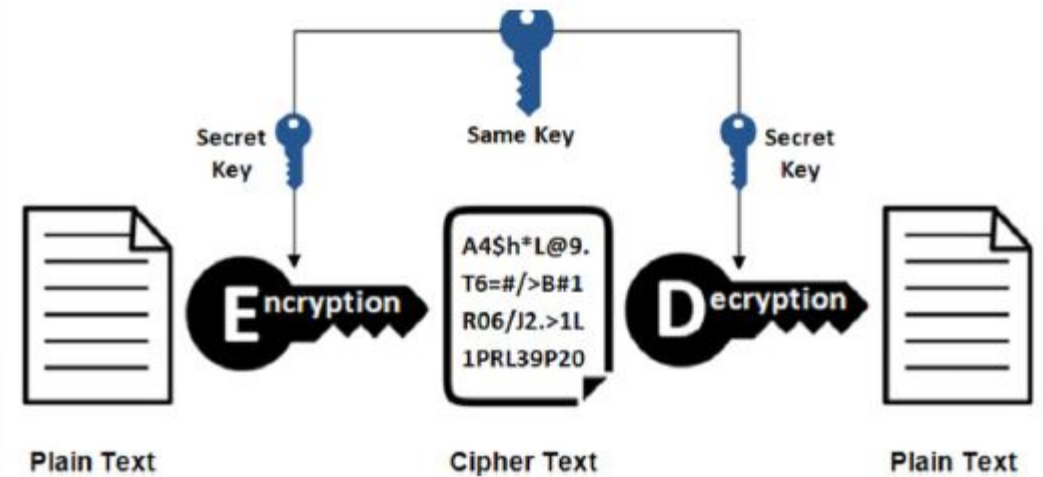 Same Key
Secret
Key
Secret
Key
Encryption
A4$h*L@9.
T6=#/>B#1
R06/J2.>1L
1PRL39P20
Decryption
Plain Text
Cipher Text
Plain Text